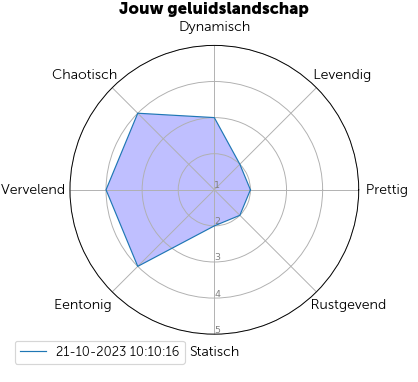 Jouw geluidslandschap
Dynamisch
Chaotisch
Levendig
Vervelend
1
Prettig
2
3
4
Eentonig
Rustgevend
5
21-10-2023 10:10:16
Statisch